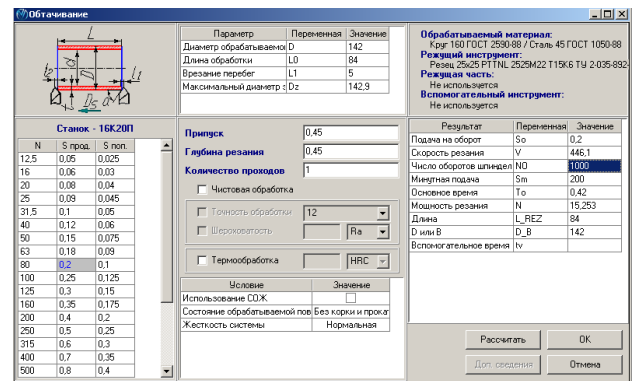 Обтачивание
L
l2
d
D
l1
t
Ds
Параметр Переменная Значение
Диаметр обрабатываемо D 142
Длина обработки L0 84
Врезание перебег L1 5
Максимальный диаметр з Dz 142,9
Обрабатываемый материал:
Круг 160 ГОСТ 2590-88 / Сталь 45 ГОСТ 1050-88
Режущий инструмент:
Резец 25x25 PTTNL 2525M22 T15K6 ТУ 2-035-892-
Режущая часть:
Не используется
Вспомогательный инструмент:
Не используется
Станок - 16К20П
N S прод. S поп.
12,5 0,05 0,025
16 0,06 0,03
20 0,08 0,04
25 0,09 0,045
31,5 0,1 0,05
40 0,12 0,06
50 0,15 0,075
63 0,18 0,09
80 0,2 0,1
100 0,25 0,125
125 0,3 0,15
160 0,35 0,175
200 0,4 0,2
250 0,5 0,25
315 0,6 0,3
400 0,7 0,35
500 0,8 0,4
Припуск 0,45
Глубина резания 0,45
Количество проходов 1
Чистовая обработка
Точность обработки 12
Шероховатость Ra
Термообработка HRC
Условие Значение
Использование СОЖ
Состояние обрабатываемой пов Без корки и прокат
Жесткость системы Нормальная
Результат Переменная Значение
Подача на оборот So 0,2
Скорость резания V 446,1
Число оборотов шпиндел NO 1000
Минутная подача Sm 200
Основное время To 0,42
Мощность резания N 15,253
Длина L_REZ 84
D или B D_B 142
Вспомогательное время tv
Рассчитать OK
Доп. сведения Отмена